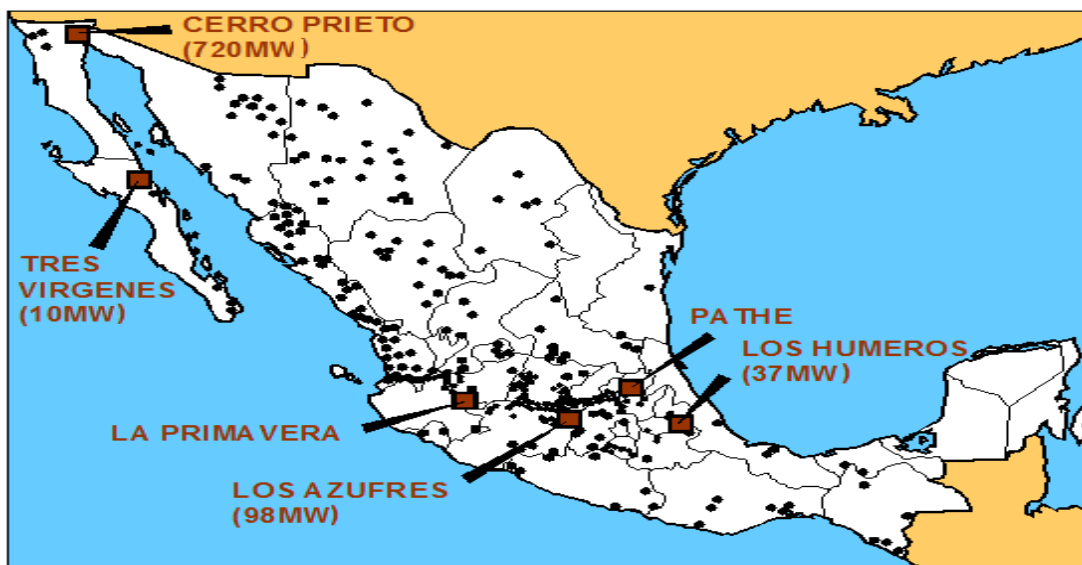 CERRO PRIETO
(720MW)
TRES
VIRGENES
(10MW)
PATHE
LOS HUMEROS
(37MW)
LA PRIMAVERA
LOS AZUFRES
(98MW)